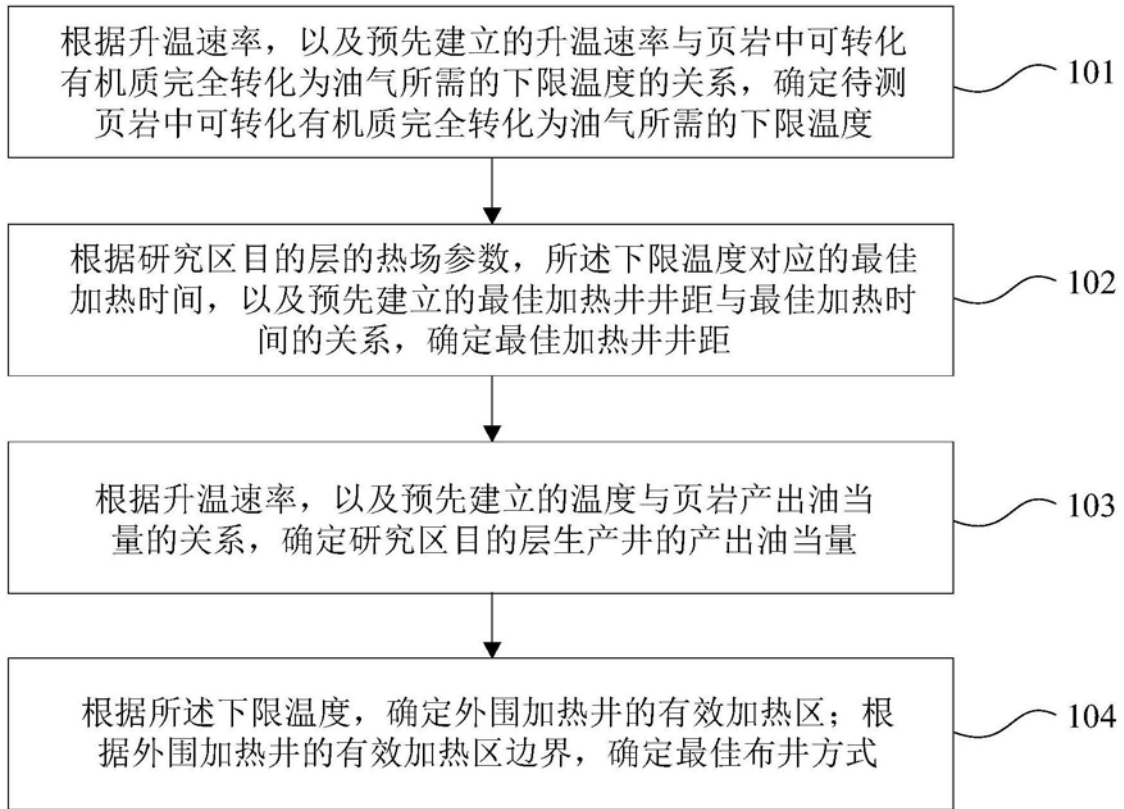 根据升温速率，以及预先建立的升温速率与页岩中可转化
有机质完全转化为油气所需的下限温度的关系，确定待测
页岩中可转化有机质完全转化为油气所需的下限温度
101
根据研究区目的层的热场参数，所述下限温度对应的最佳
加热时间，以及预先建立的最佳加热井井距与最佳加热时
间的关系，确定最佳加热井井距
102
根据升温速率，以及预先建立的温度与页岩产出油当
量的关系，确定研究区目的层生产井的产出油当量
103
根据所述下限温度，确定外围加热井的有效加热区；根
据外围加热井的有效加热区边界，确定最佳布井方式
104